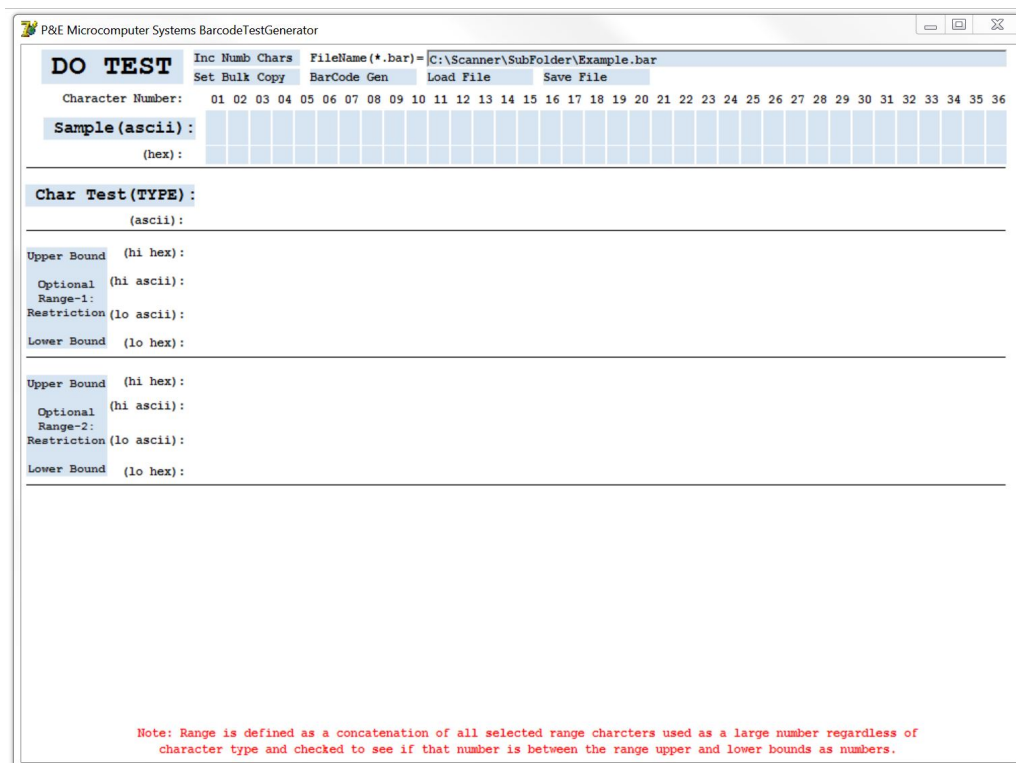 P&E Microcomputer Systems BarcodeTestGenerator
DO TEST Inc Numb Chars FileName(*.bar)= C:\Scanner\SubFolder\Example.bar
Set Bulk Copy BarCode Gen Load File Save File
Character Number: 01 02 03 04 05 06 07 08 09 10 11 12 13 14 15 16 17 18 19 20 21 22 23 24 25 26 27 28 29 30 31 32 33 34 35 36
Sample(ascii):
(hex):
Char Test(TYPE):
(ascii):
Upper Bound (hi hex):
Optional (hi ascii):
Range-1:
Restriction (lo ascii):
Lower Bound (lo hex):
Upper Bound (hi hex):
Optional (hi ascii):
Range-2:
Restriction (lo ascii):
Lower Bound (lo hex):
Note: Range is defined as a concatenation of all selected range charcters used as a large number regardless of
character type and checked to see if that number is between the range upper and lower bounds as numbers.